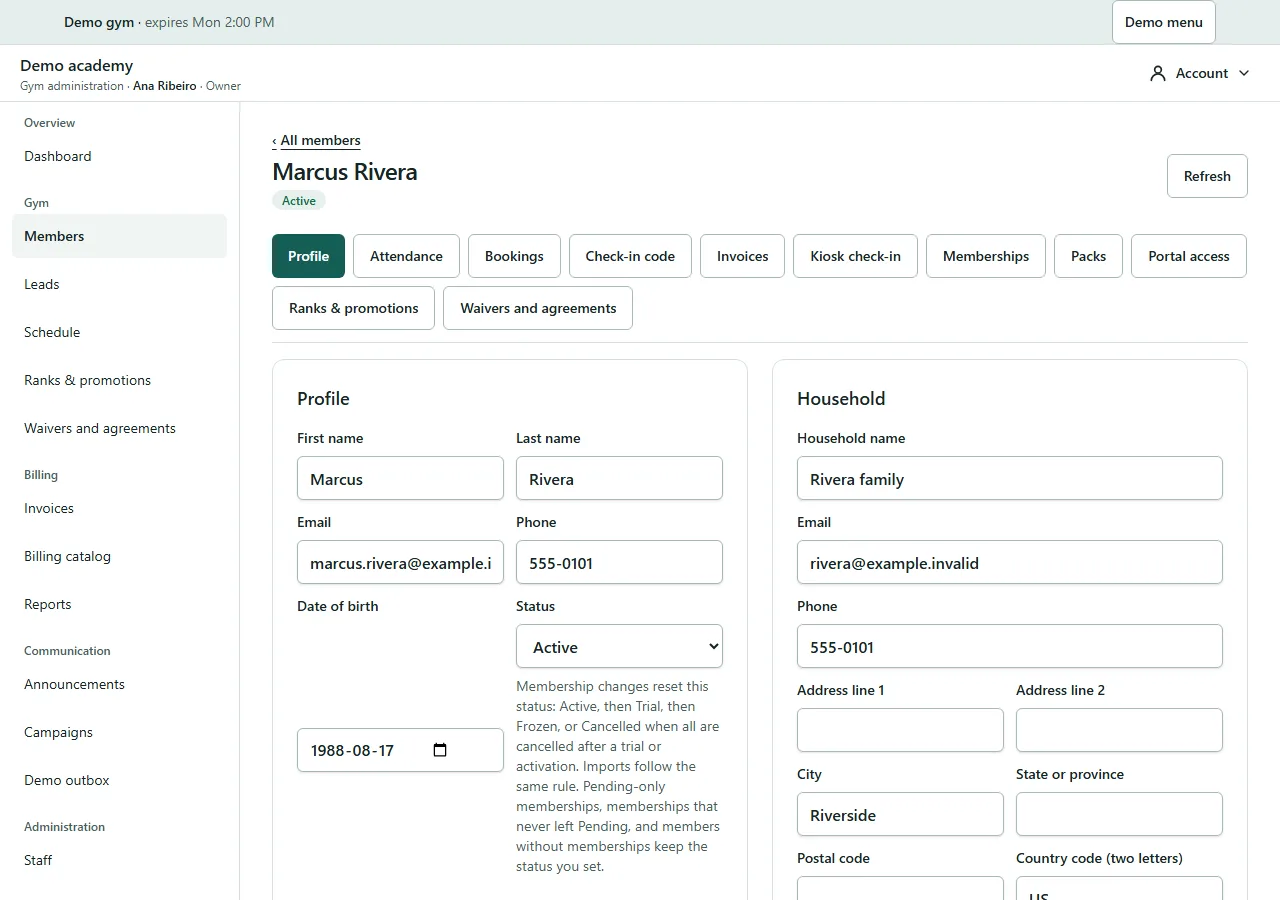 Demo gym · expires Mon 2:00 PM
Demo menu
Demo academy
Gym administration · Ana Ribeiro · Owner
Account
Overview
Dashboard
Gym
Members
Leads
Schedule
Ranks & promotions
Waivers and agreements
Billing
Invoices
Billing catalog
Reports
Communication
Announcements
Campaigns
Demo outbox
Administration
Staff
‹ All members
Marcus Rivera
Active
Refresh
Profile
Attendance
Bookings
Check-in code
Invoices
Kiosk check-in
Memberships
Packs
Portal access
Ranks & promotions
Waivers and agreements
Profile
First name
Last name
Marcus
Rivera
Email
Phone
marcus.rivera@example.i
555-0101
Date of birth
Status
1988-08-17
Active
Membership changes reset this
status: Active, then Trial, then
Frozen, or Cancelled when all are
cancelled after a trial or
activation. Imports follow the
same rule. Pending-only
memberships, memberships that
never left Pending, and members
without memberships keep the
status you set.
Household
Household name
Rivera family
Email
rivera@example.invalid
Phone
555-0101
Address line 1
Address line 2
City
State or province
Riverside
Postal code
Country code (two letters)
US